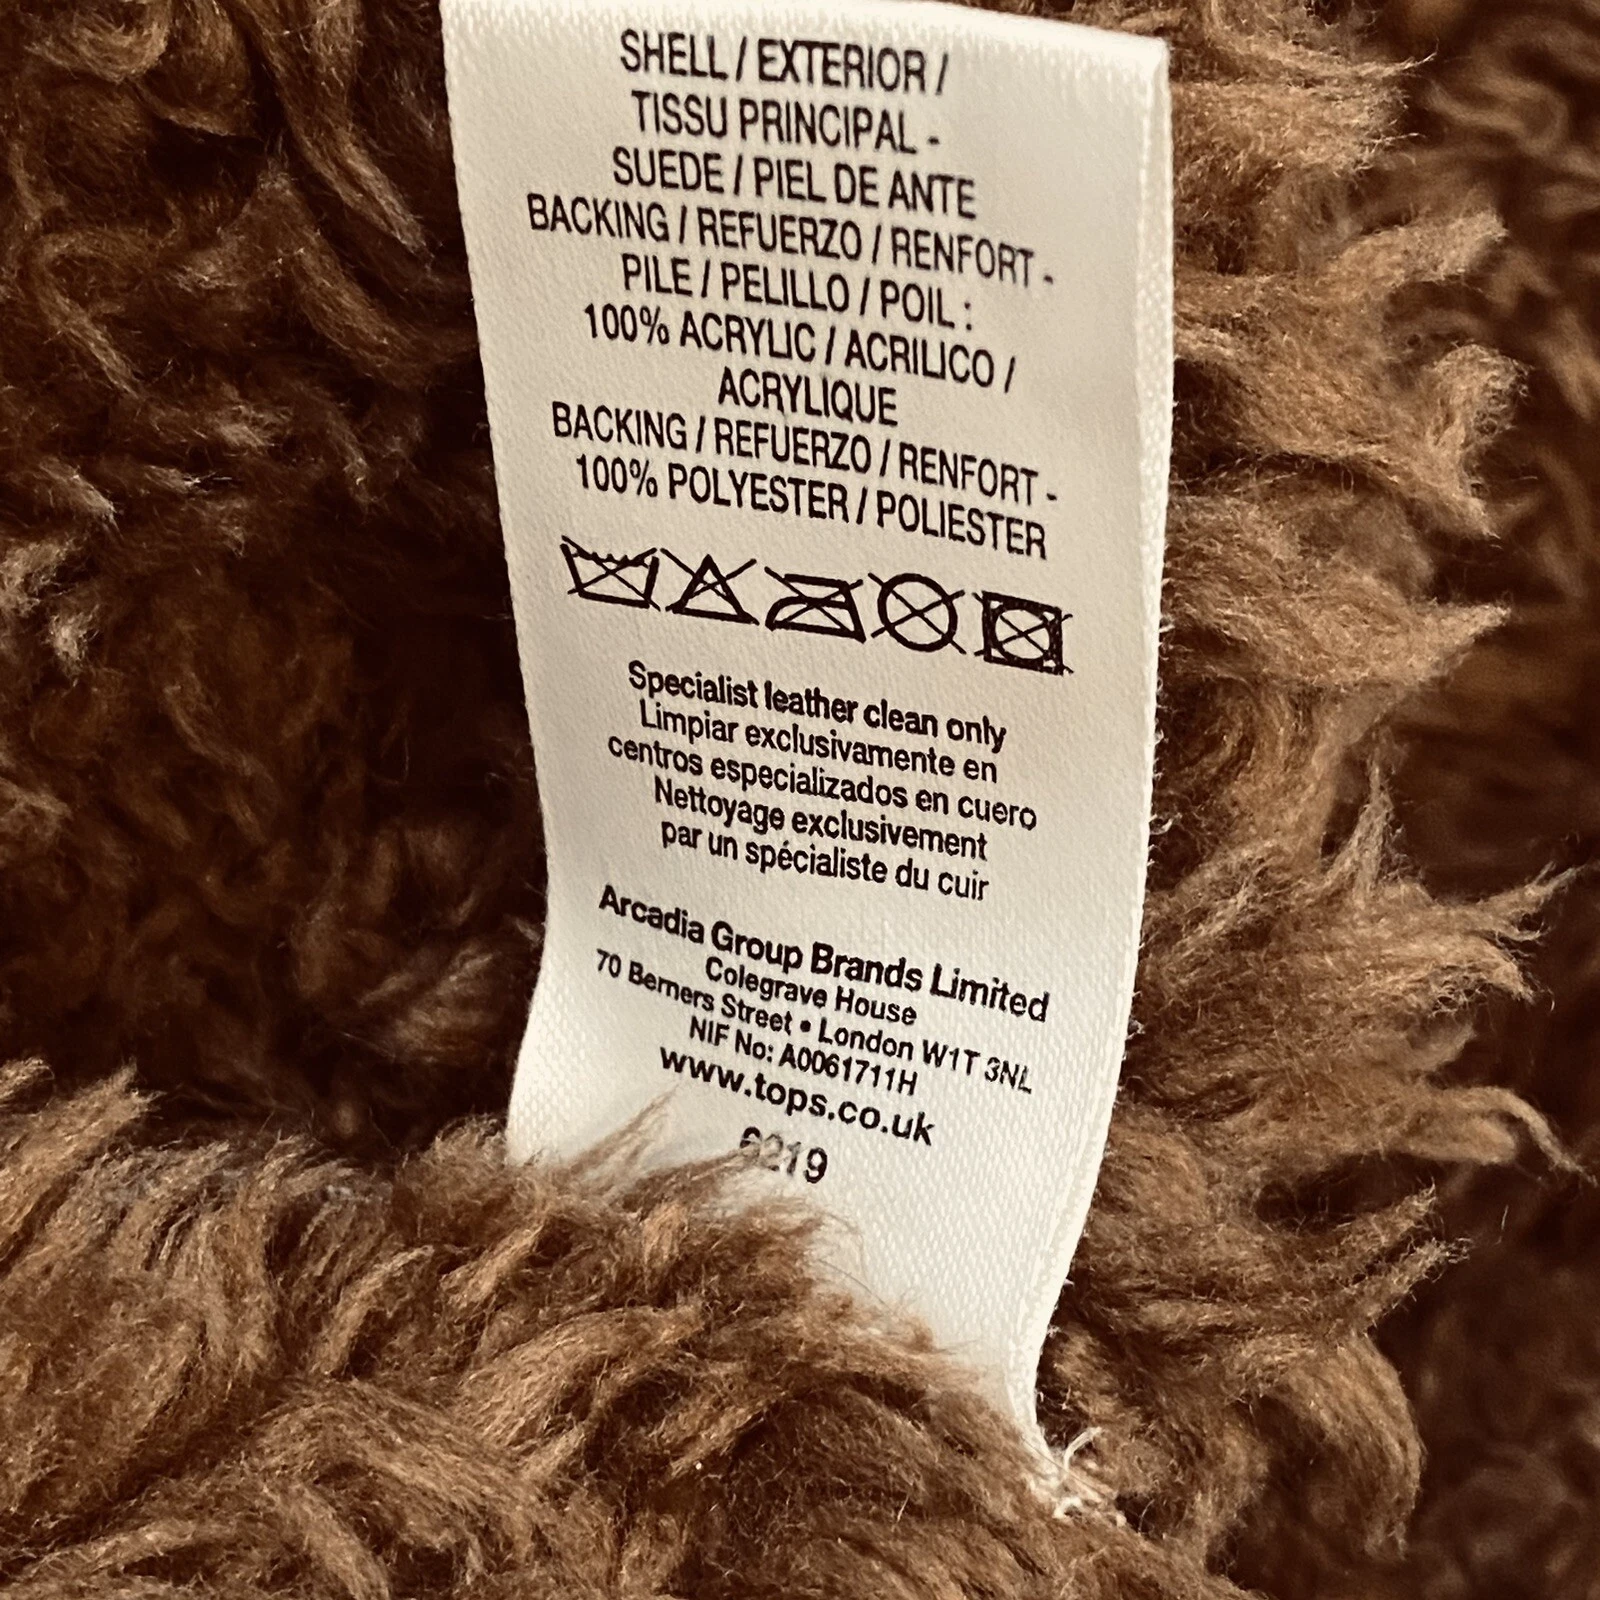 SHELL / EXTERIOR /
TISSU PRINCIPAL -
SUEDE / PIEL DE ANTE
BACKING / REFUERZO / RENFORT -
PILE / PELILLO / POIL :
100% ACRYLIC / ACRILICO /
ACRYLIQUE
BACKING / REFUERZO / RENFORT -
100% POLYESTER / POLIESTER
Specialist leather clean only
Limpiar exclusivamente en
centros especializados en cuero
Nettoyage exclusivement
par un spécialiste du cuir
Arcadia Group Brands Limited
Colegrave House
70 Berners Street • London W1T 3NL
NIF No: A0061711H
www.tops.co.uk